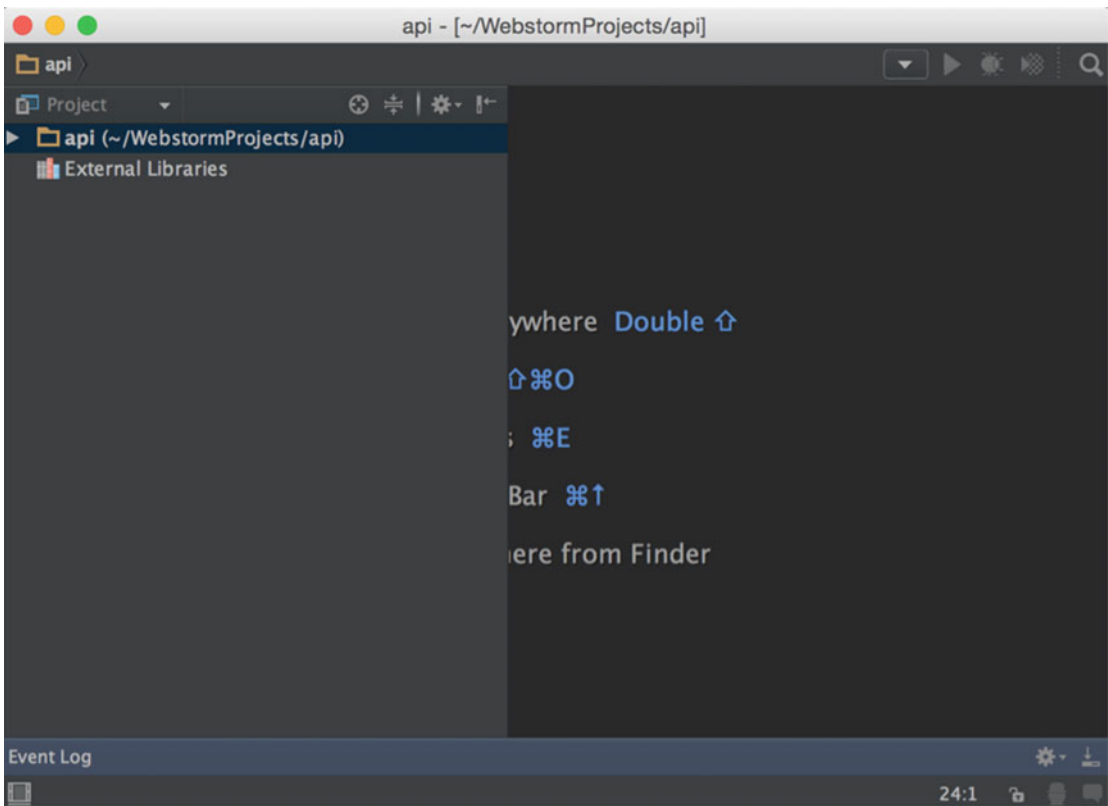 api - [~/WebstormProjects/api]
api
Project
api (~/WebstormProjects/api)
External Libraries
ywhere Double ⇧
⇧⌘O
s ⌘E
Bar ⌘↑
ere from Finder
Event Log
24:1